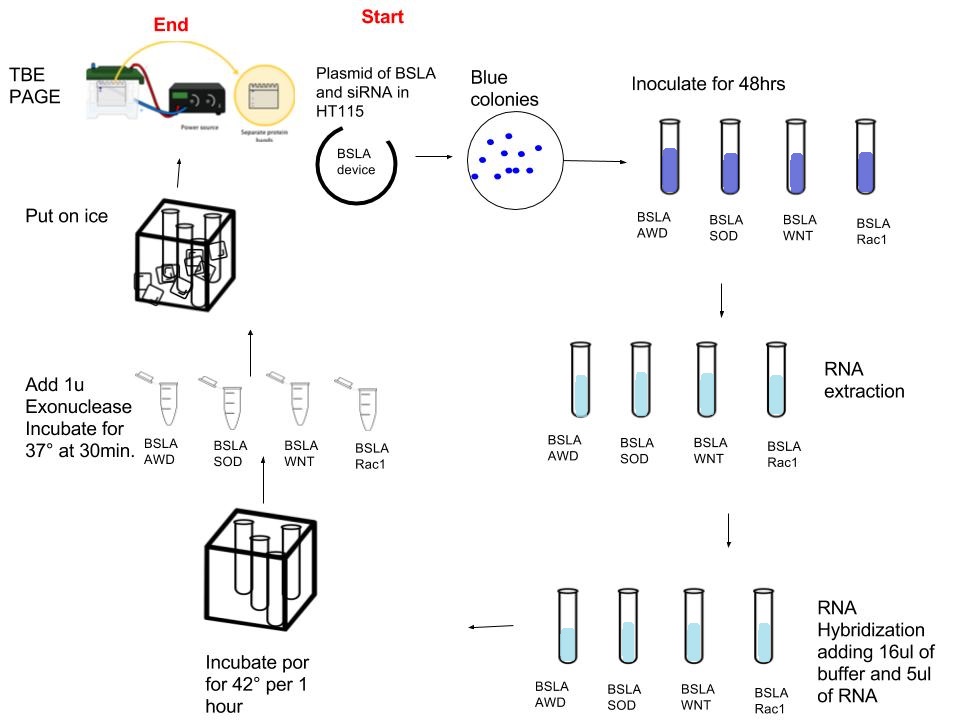 Start
End
TBE
PAGE
Power source
Separate protein
bands
Plasmid of BSLA
and siRNA in
HT115
BSLA
device
Blue
colonies
Inoculate for 48hrs
BSLA
AWD
BSLA
SOD
BSLA
WNT
BSLA
Rac1
RNA
extraction
BSLA
AWD
BSLA
SOD
BSLA
WNT
BSLA
Rac1
RNA
Hybridization
adding 16ul of
buffer and 5ul
of RNA
BSLA
AWD
BSLA
SOD
BSLA
WNT
BSLA
Rac1
Incubate por
for 42° per 1
hour
Add 1u
Exonuclease
Incubate for
37° at 30min.
BSLA
AWD
BSLA
SOD
BSLA
WNT
BSLA
Rac1
Put on ice